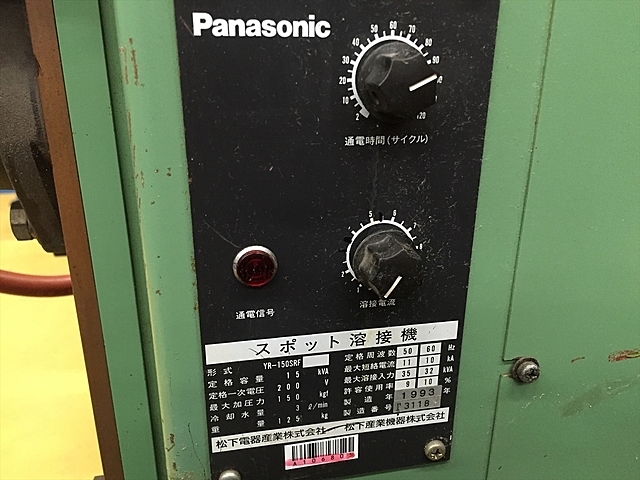 Panasonic
2 10 20 30 40 50 60 70 80 90 120
通電時間(サイクル)
1 2 5 6 7
通電信号
溶接電流
スポット溶接機
形式 YR-150SRF
定格容量 15 kVA
定格一次電圧 200 V
最大加圧力 150 kgf
冷却水量 3 ℓ/min
重量 125 kg
定格周波数 50 60 Hz
最大短絡電流 11 10 kA
最大溶接入力 35 32 kVA
許容使用率 9 10 %
製造年 1993 年
製造番号 3118
松下電器産業株式会社 松下産業機器株式会社